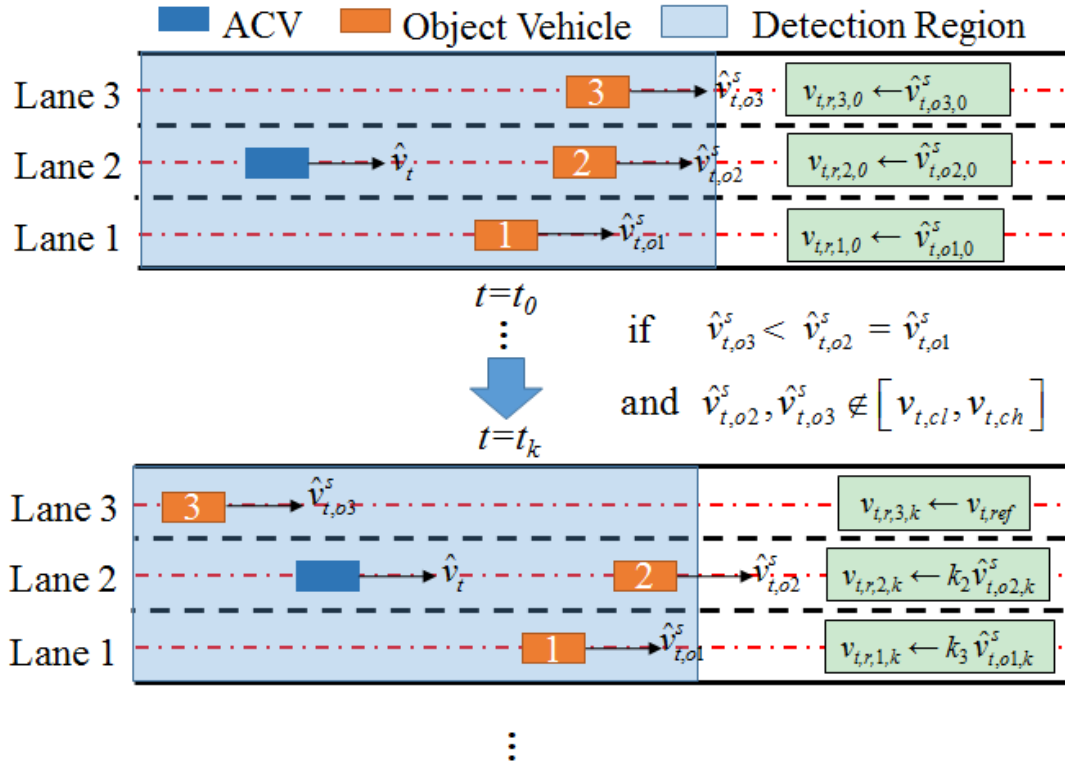 ACV Object Vehicle Detection Region
Lane 3 3 v̂ˢ_{t,o3} v_{t,r,3,0} ← v̂ˢ_{t,o3,0}
Lane 2 v̂_t 2 v̂ˢ_{t,o2} v_{t,r,2,0} ← v̂ˢ_{t,o2,0}
Lane 1 1 v̂ˢ_{t,o1} v_{t,r,1,0} ← v̂ˢ_{t,o1,0}
t=t₀
⋮
if v̂ˢ_{t,o3} < v̂ˢ_{t,o2} = v̂ˢ_{t,o1}
and v̂ˢ_{t,o2}, v̂ˢ_{t,o3} ∉ [v_{t,cl}, v_{t,ch}]
t=t_k
Lane 3 3 v̂ˢ_{t,o3} v_{t,r,3,k} ← v_{t,ref}
Lane 2 v̂_t 2 v̂ˢ_{t,o2} v_{t,r,2,k} ← k₂ v̂ˢ_{t,o2,k}
Lane 1 1 v̂ˢ_{t,o1} v_{t,r,1,k} ← k₃ v̂ˢ_{t,o1,k}
⋮